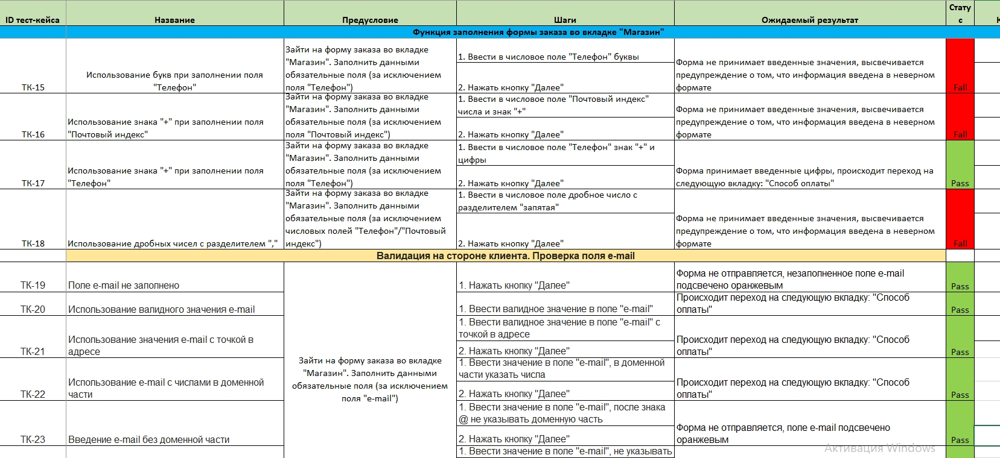 ID тест-кейса
Название
Предусловие
Шаги
Ожидаемый результат
Стату
с
Функция заполнения формы заказа во вкладке "Магазин"
ТК-15
Использование букв при заполнении поля
"Телефон"
Зайти на форму заказа во вкладке
"Магазин". Заполнить данными
обязательные поля (за исключением
поля "Телефон")
1. Ввести в числовое поле "Телефон" буквы
2. Нажать кнопку "Далее"
Форма не принимает введенные значения, высвечивается
предупреждение о том, что информация введена в неверном
формате
Fall
ТК-16
Использование знака "+" при заполнении поля
"Почтовый индекс"
Зайти на форму заказа во вкладке
"Магазин". Заполнить данными
обязательные поля (за исключением
поля "Почтовый индекс")
1. Ввести в числовое поле "Почтовый индекс"
числа и знак "+"
2. Нажать кнопку "Далее"
Форма не принимает введенные значения, высвечивается
предупреждение о том, что информация введена в неверном
формате
Fall
ТК-17
Использование знака "+" при заполнении поля
"Телефон"
Зайти на форму заказа во вкладке
"Магазин". Заполнить данными
обязательные поля (за исключением
поля "Телефон")
1. Ввести в числовое поле "Телефон" знак "+" и
цифры
2. Нажать кнопку "Далее"
Форма принимает введенные цифры, происходит переход на
следующую вкладку: "Способ оплаты"
Pass
ТК-18
Использование дробных чисел с разделителем ","
Зайти на форму заказа во вкладке
"Магазин". Заполнить данными
обязательные поля (за исключением
числовых полей "Телефон"/"Почтовый
индекс")
1. Ввести в числовое поле дробное число с
разделителем "запятая"
2. Нажать кнопку "Далее"
Форма не принимает введенные значения, высвечивается
предупреждение о том, что информация введена в неверном
формате
Fall
Валидация на стороне клиента. Проверка поля e-mail
ТК-19
Поле e-mail не заполнено
Зайти на форму заказа во вкладке
"Магазин". Заполнить данными
обязательные поля (за исключением
поля "e-mail")
1. Нажать кнопку "Далее"
Форма не отправляется, незаполненное поле e-mail
подсвечено оранжевым
Pass
ТК-20
Использование валидного значения e-mail
1. Ввести валидное значение в поле "e-mail"
Происходит переход на следующую вкладку: "Способ
оплаты"
Pass
ТК-21
Использование значения e-mail с точкой в
адресе
1. Ввести валидное значение в поле "e-mail" с
точкой в адресе
2. Нажать кнопку "Далее"
Происходит переход на следующую вкладку: "Способ
оплаты"
Pass
ТК-22
Использование e-mail с числами в доменной
части
1. Ввести значение в поле "e-mail", в доменной
части указать числа
2. Нажать кнопку "Далее"
Происходит переход на следующую вкладку: "Способ
оплаты"
Pass
ТК-23
Введение e-mail без доменной части
1. Ввести значение в поле "e-mail", после знака
@ не указывать доменную часть
2. Нажать кнопку "Далее"
Форма не отправляется, поле e-mail подсвечено
оранжевым
Pass
1. Ввести значение в поле "e-mail", не указывать
Активация Windows